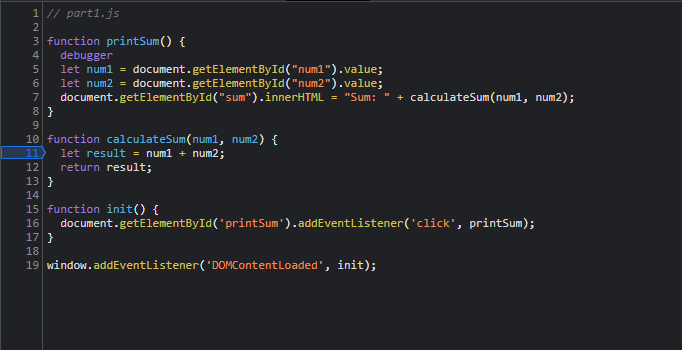 1 // part1.js
2
3 function printSum() {
4   debugger
5   let num1 = document.getElementById("num1").value;
6   let num2 = document.getElementById("num2").value;
7   document.getElementById("sum").innerHTML = "Sum: " + calculateSum(num1, num2);
8 }
9
10 function calculateSum(num1, num2) {
11   let result = num1 + num2;
12   return result;
13 }
14
15 function init() {
16   document.getElementById('printSum').addEventListener('click', printSum);
17 }
18
19 window.addEventListener('DOMContentLoaded', init);